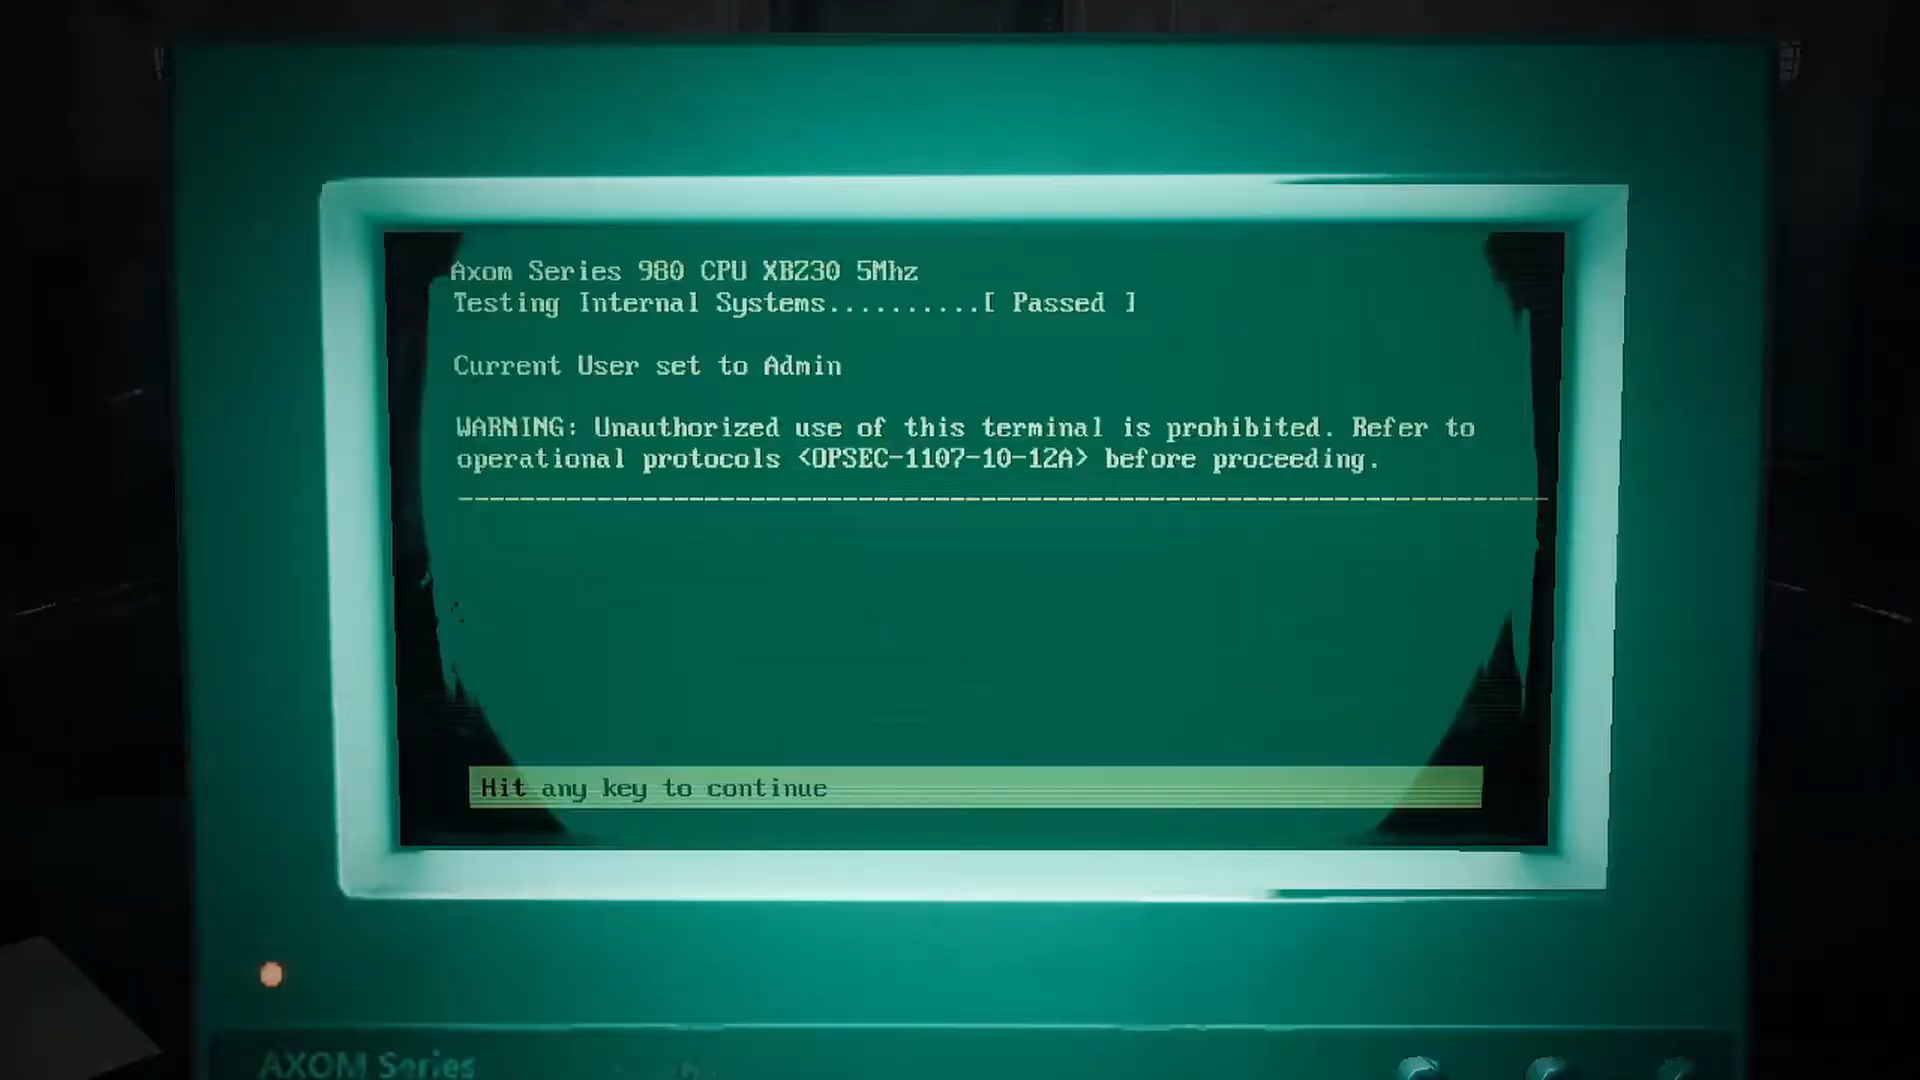 Axom Series 980 CPU XBZ30 5Mhz
Testing Internal Systems..........[ Passed ]
Current User set to Admin
WARNING: Unauthorized use of this terminal is prohibited. Refer to
operational protocols <OPSEC-1107-10-12A> before proceeding.
Hit any key to continue
AXOM Series